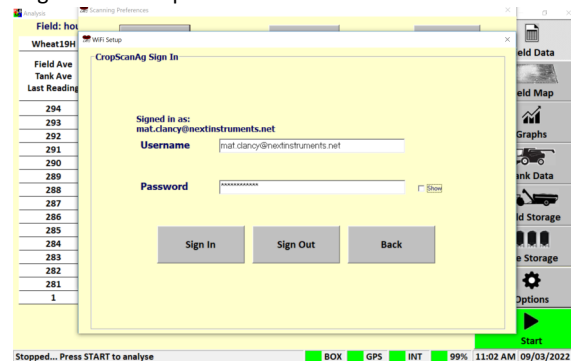 Analysis
Scanning Preferences
Field: hou
WiFi Setup
Wheat19H
CropScanAg Sign In
Field Ave
Tank Ave
Last Reading
294
293
292
291
290
289
288
287
286
285
284
283
282
281
1
Signed in as:
mat.clancy@nextinstruments.net
Username
mat.clancy@nextinstruments.net
Password
************
Show
Sign In
Sign Out
Back
eld Data
eld Map
Graphs
nk Data
ld Storage
e Storage
Options
Start
Stopped... Press START to analyse
BOX
GPS
INT
99%
11:02 AM
09/03/2022